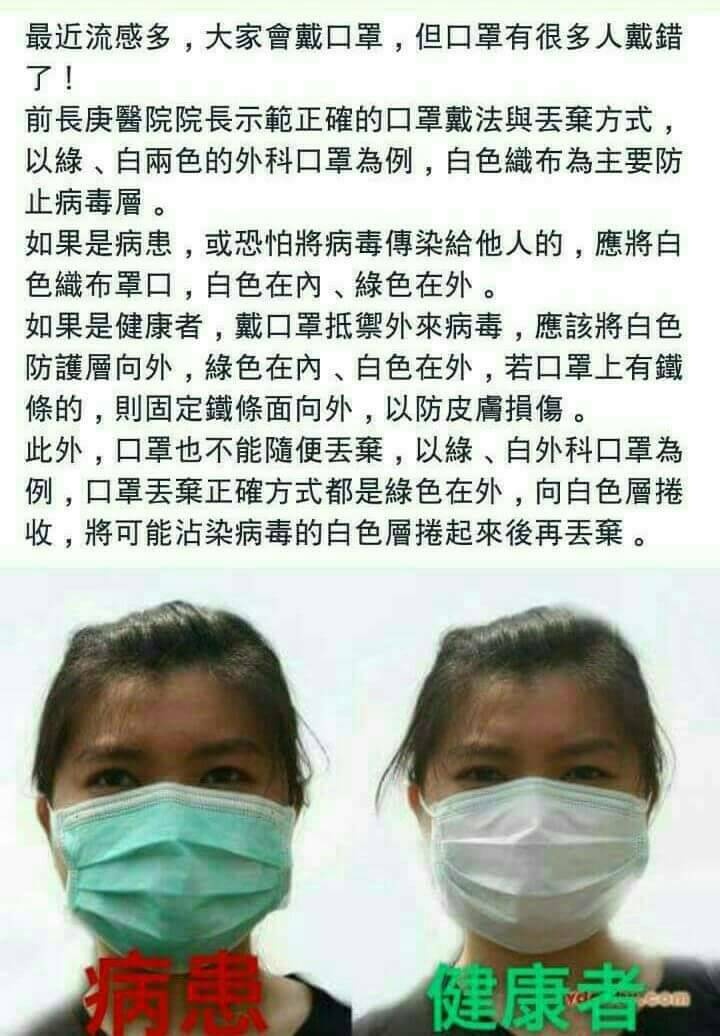 最近流感多，大家會戴口罩，但口罩有很多人戴錯
了！
前長庚醫院院長示範正確的口罩戴法與丟棄方式，
以綠、白兩色的外科口罩為例，白色織布為主要防
止病毒層。
如果是病患，或恐怕將病毒傳染給他人的，應將白
色織布罩口，白色在內、綠色在外。
如果是健康者，戴口罩抵禦外來病毒，應該將白色
防護層向外，綠色在內、白色在外，若口罩上有鐵
條的，則固定鐵條面向外，以防皮膚損傷。
此外，口罩也不能隨便丟棄，以綠、白外科口罩為
例，口罩丟棄正確方式都是綠色在外，向白色層捲
收，將可能沾染病毒的白色層捲起來後再丟棄。
病患
健康者